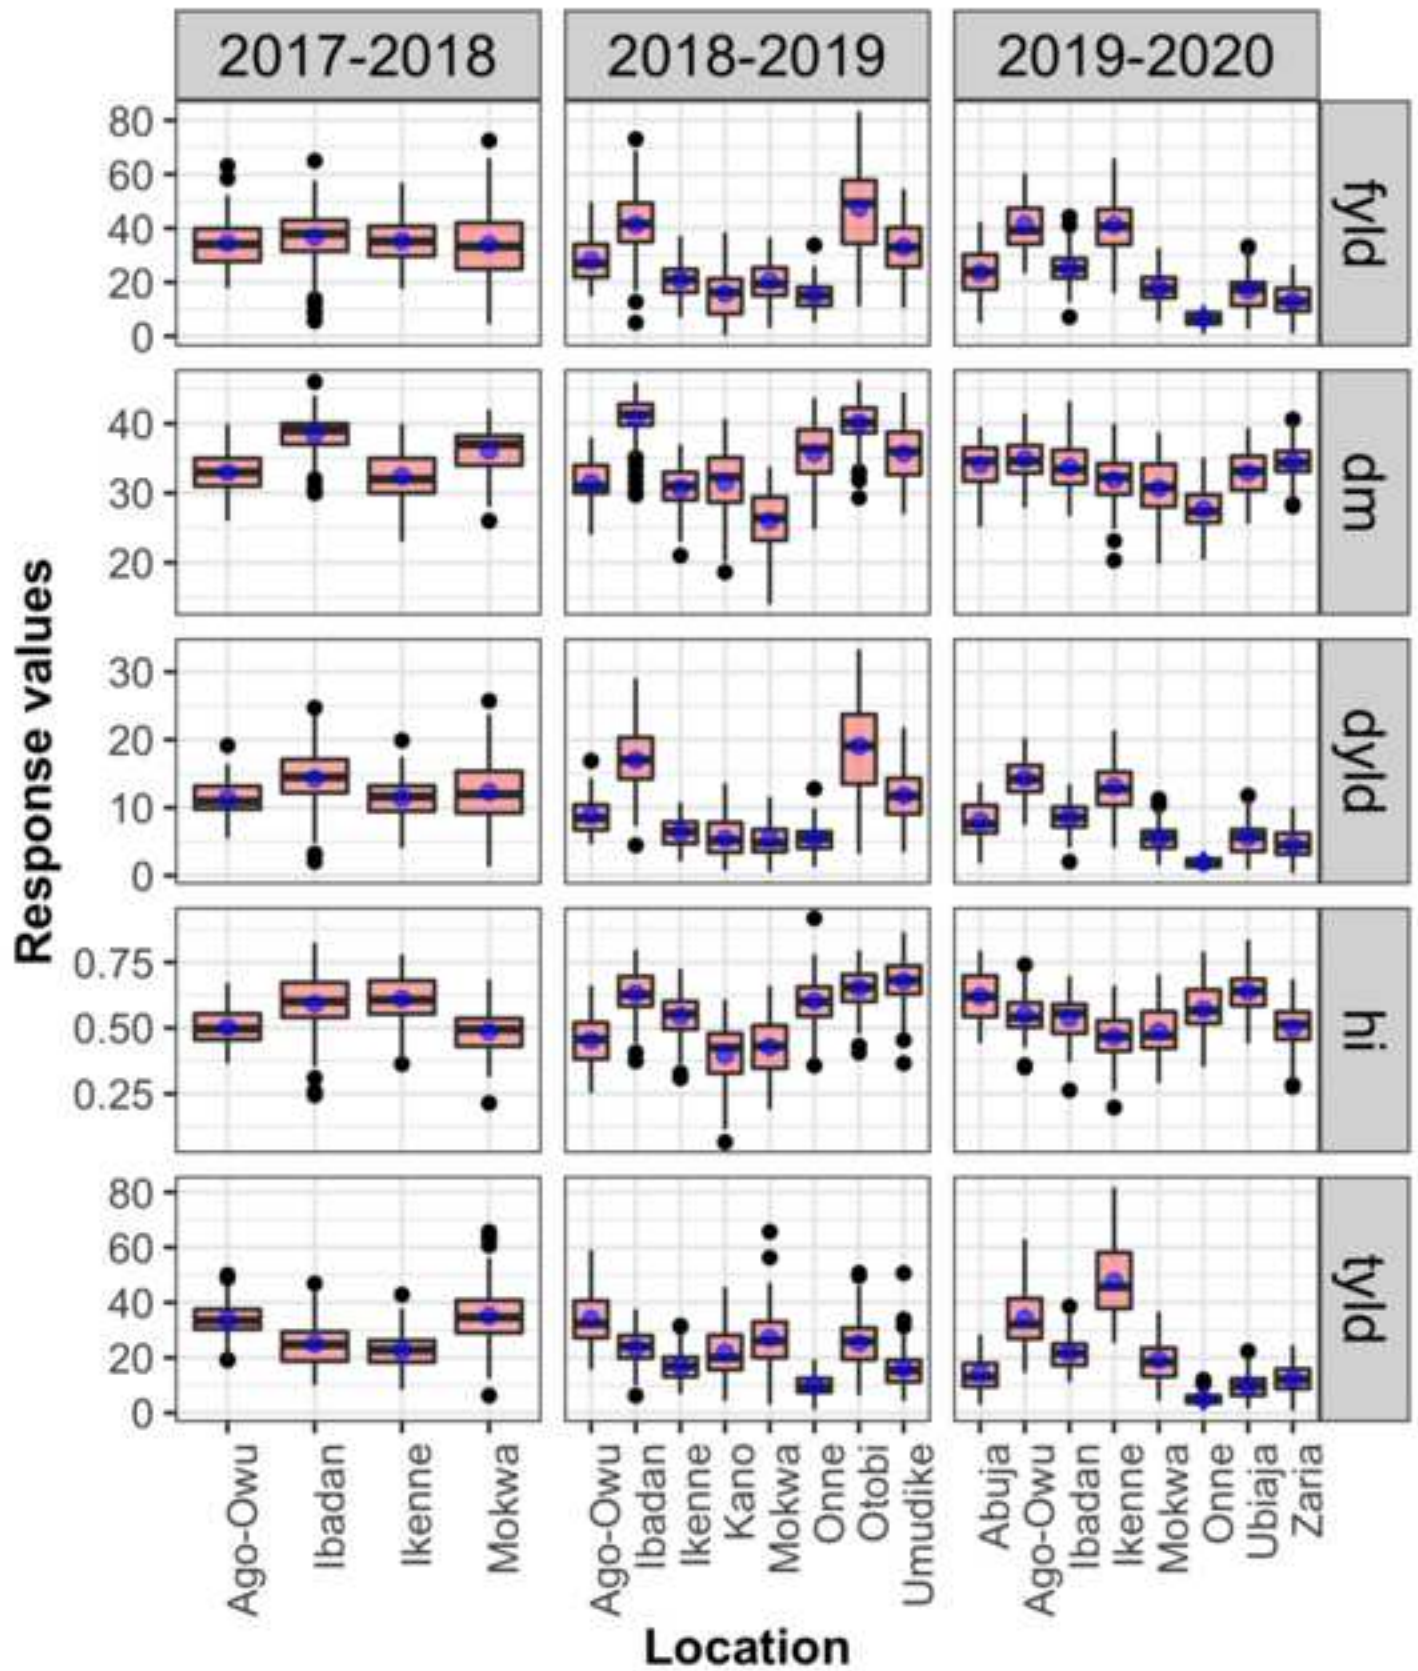 2017-2018 2018-2019 2019-2020
80
60
40
20
0
fyld
40
30
20
dm
30
20
10
0
dyld
0.75
0.50
0.25
hi
80
60
40
20
0
tyld
Response values
Ago-Owu Ibadan Ikenne Mokwa Ago-Owu Ibadan Ikenne Kano Mokwa Onne Otobi Umudike Abuja Ago-Owu Ibadan Ikenne Mokwa Onne Ubiaja Zaria
Location